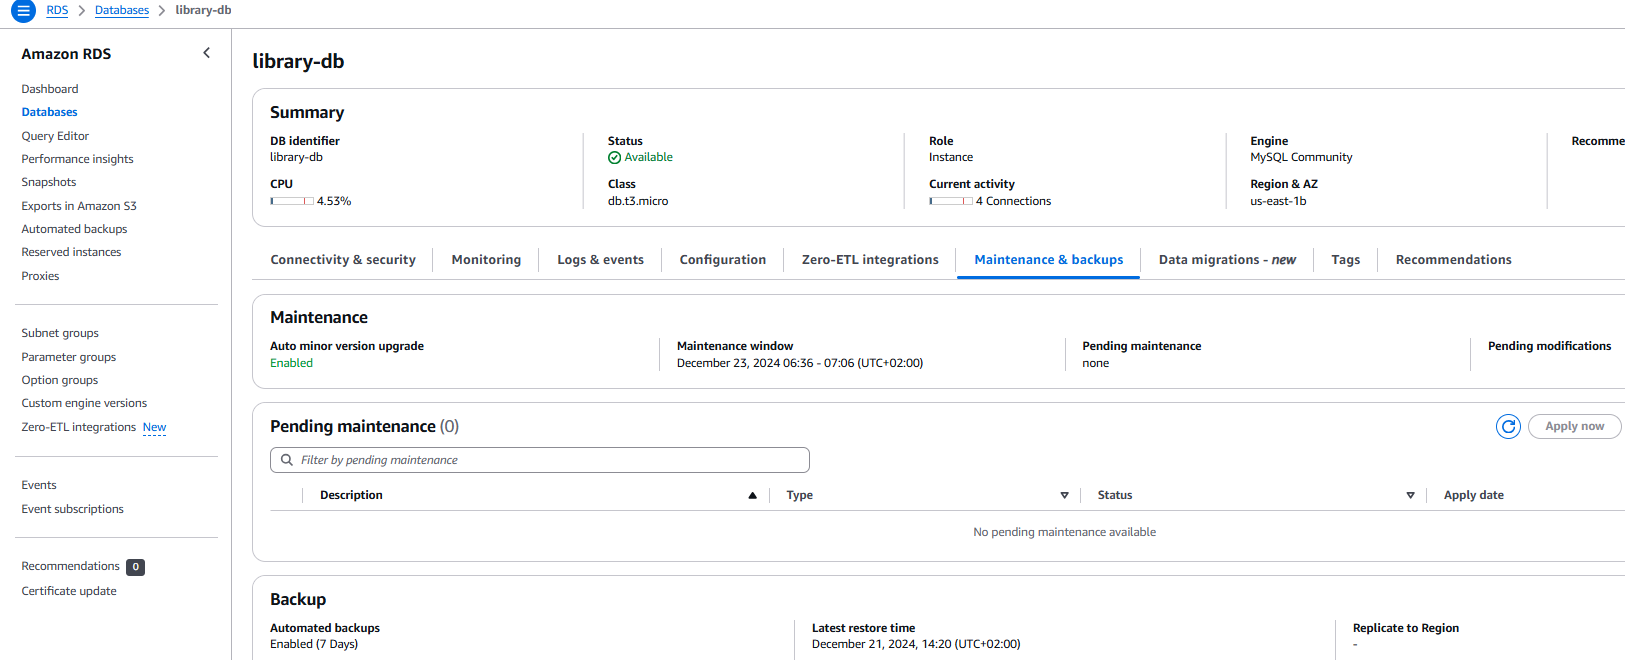 RDS > Databases > library-db
Amazon RDS
Dashboard
Databases
Query Editor
Performance insights
Snapshots
Exports in Amazon S3
Automated backups
Reserved instances
Proxies
Subnet groups
Parameter groups
Option groups
Custom engine versions
Zero-ETL integrations New
Events
Event subscriptions
Recommendations 0
Certificate update
library-db
Summary
DB identifier
library-db
Status
Available
Role
Instance
Engine
MySQL Community
Recomme
CPU
4.53%
Class
db.t3.micro
Current activity
4 Connections
Region & AZ
us-east-1b
Connectivity & security Monitoring Logs & events Configuration Zero-ETL integrations Maintenance & backups Data migrations - new Tags Recommendations
Maintenance
Auto minor version upgrade
Enabled
Maintenance window
December 23, 2024 06:36 - 07:06 (UTC+02:00)
Pending maintenance
none
Pending modifications
Pending maintenance (0)
Apply now
Filter by pending maintenance
Description Type Status Apply date
No pending maintenance available
Backup
Automated backups
Enabled (7 Days)
Latest restore time
December 21, 2024, 14:20 (UTC+02:00)
Replicate to Region
-